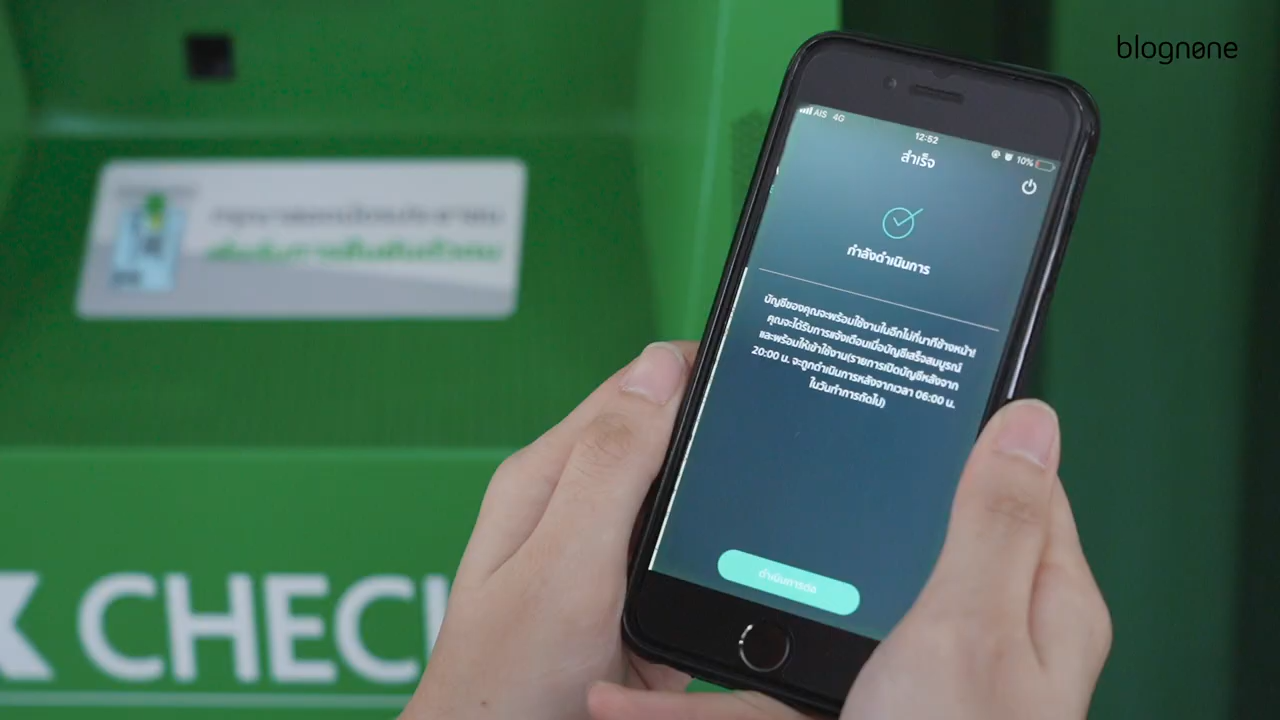 blognone
AIS 4G
12:52
10%
สำเร็จ
กำลังดำเนินการ
บัญชีของคุณจะพร้อมใช้งานในอีกไม่กี่นาทีข้างหน้า!
คุณจะได้รับการแจ้งเตือนเมื่อบัญชีเสร็จสมบูรณ์
และพร้อมให้เข้าใช้งาน(รายการเปิดบัญชีหลังจาก
20:00 น. จะถูกดำเนินการหลังจากเวลา 06:00 น.
ในวันทำการถัดไป)
ดำเนินการต่อ
K CHECK